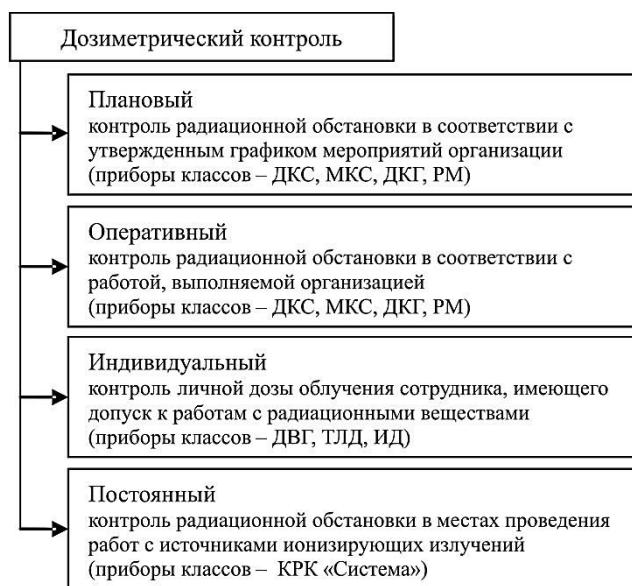 Дозиметрический контроль
Плановый
контроль радиационной обстановки в соответствии с
утвержденным графиком мероприятий организации
(приборы классов – ДКС, МКС, ДКГ, РМ)
Оперативный
контроль радиационной обстановки в соответствии с
работой, выполняемой организацией
(приборы классов – ДКС, МКС, ДКГ, РМ)
Индивидуальный
контроль личной дозы облучения сотрудника, имеющего
допуск к работам с радиационными веществами
(приборы классов – ДВГ, ТЛД, ИД)
Постоянный
контроль радиационной обстановки в местах проведения
работ с источниками ионизирующих излучений
(приборы классов – КРК «Система»)